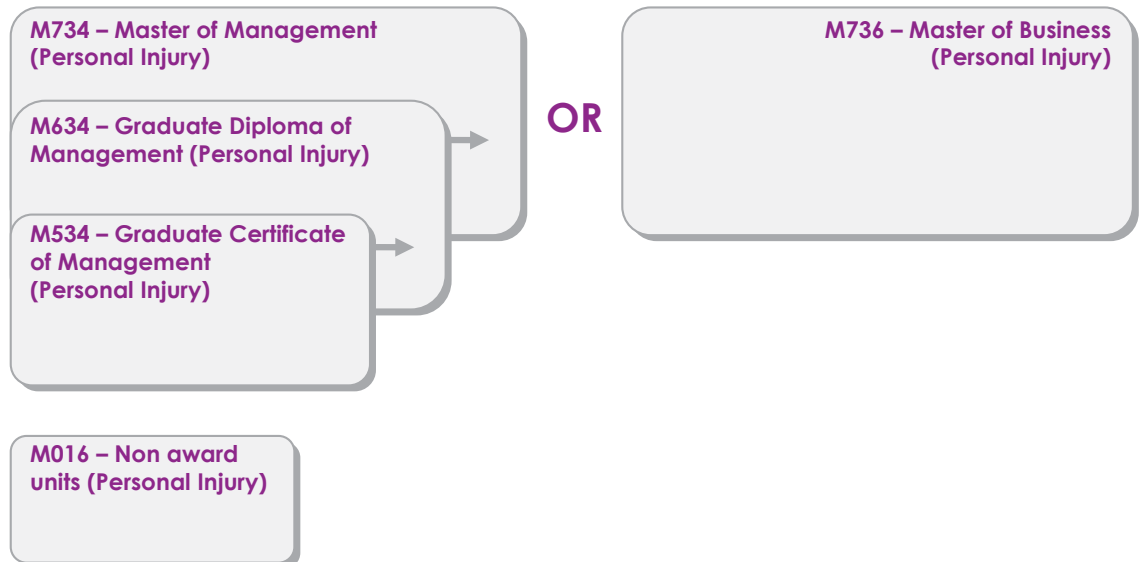 M734 – Master of Management
(Personal Injury)
M634 – Graduate Diploma of
Management (Personal Injury)
M534 – Graduate Certificate
of Management
(Personal Injury)
OR
M736 – Master of Business
(Personal Injury)
M016 – Non award
units (Personal Injury)